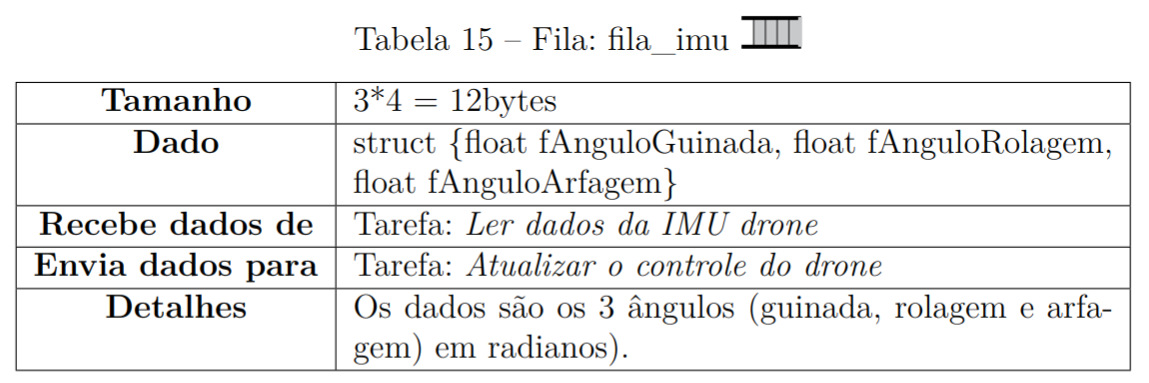 Tabela 15 – Fila: fila_imu
Tamanho 3*4 = 12bytes
Dado struct {float fAnguloGuinada, float fAnguloRolagem,
float fAnguloArfagem}
Recebe dados de Tarefa: Ler dados da IMU drone
Envia dados para Tarefa: Atualizar o controle do drone
Detalhes Os dados são os 3 ângulos (guinada, rolagem e arfa-
gem) em radianos).